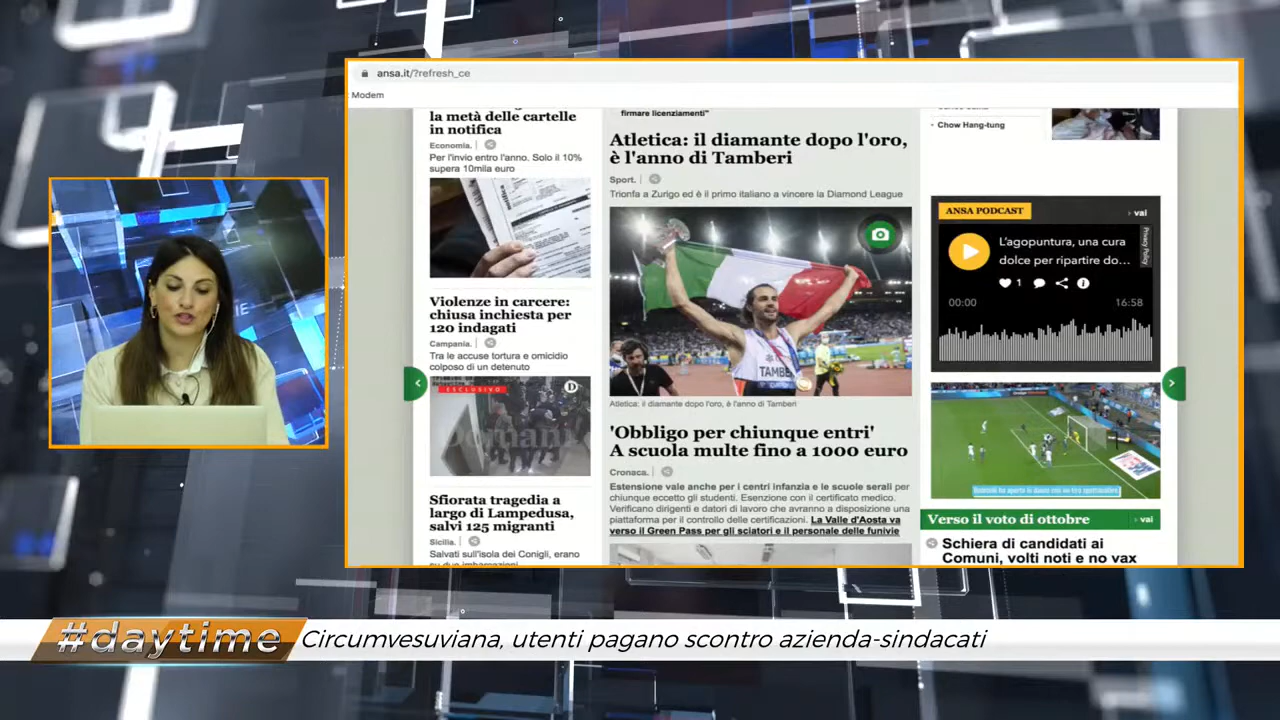 ansa.it/?refresh_ce
Modem
la metà delle cartelle
in notifica
Economia.
Per l'invio entro l'anno. Solo il 10%
supera 10mila euro
Violenze in carcere:
chiusa inchiesta per
120 indagati
Campania.
Tra le accuse tortura e omicidio
colposo di un detenuto
ESCLUSIVO
D
Domani
Sfiorata tragedia a
largo di Lampedusa,
salvi 125 migranti
Sicilia.
Salvati sull'isola dei Conigli, erano
su due imbarcazioni
firmare licenziamenti"
Atletica: il diamante dopo l'oro,
è l'anno di Tamberi
Sport.
Trionfa a Zurigo ed è il primo italiano a vincere la Diamond League
TAMBE
Atletica: il diamante dopo l'oro, è l'anno di Tamberi
'Obbligo per chiunque entri'
A scuola multe fino a 1000 euro
Cronaca.
Estensione vale anche per i centri infanzia e le scuole serali per
chiunque eccetto gli studenti. Esenzione con il certificato medico.
Verificano dirigenti e datori di lavoro che avranno a disposizione una
piattaforma per il controllo delle certificazioni. La Valle d'Aosta va
verso il Green Pass per gli sciatori e il personale delle funivie
Chow Hang-tung
ANSA PODCAST
vai
L'agopuntura, una cura
dolce per ripartire do...
Privacy Policy
1
00:00 16:58
Verso il voto di ottobre
vai
Schiera di candidati ai
Comuni, volti noti e no vax
#daytime
Circumvesuviana, utenti pagano scontro azienda-sindacati